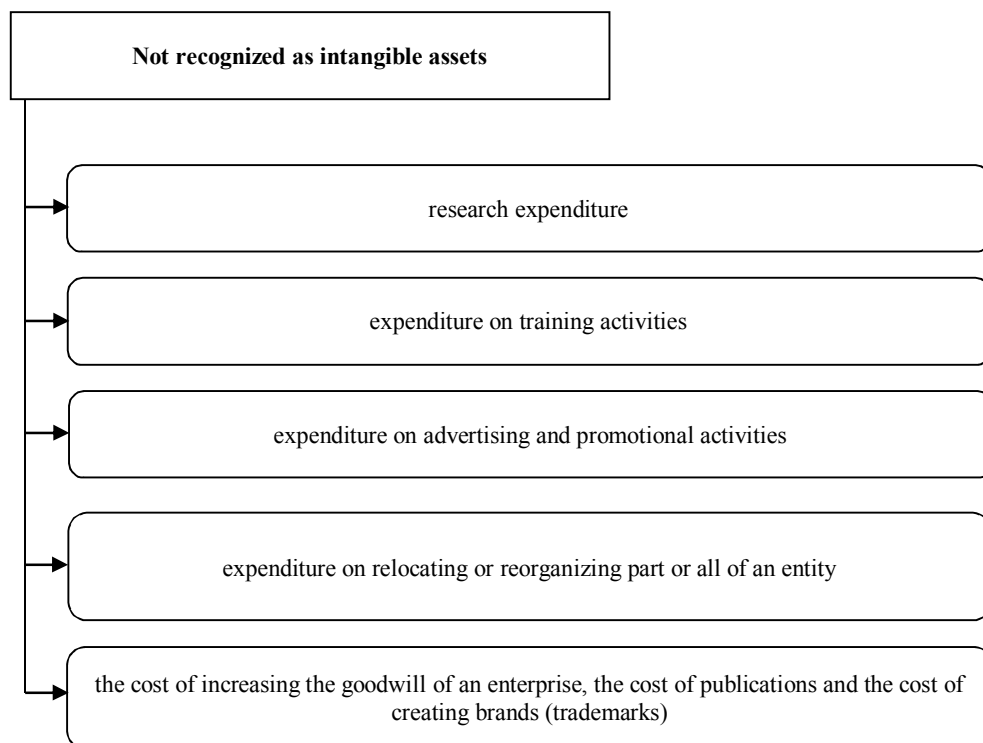 Not recognized as intangible assets
research expenditure
expenditure on training activities
expenditure on advertising and promotional activities
expenditure on relocating or reorganizing part or all of an entity
the cost of increasing the goodwill of an enterprise, the cost of publications and the cost of
creating brands (trademarks)